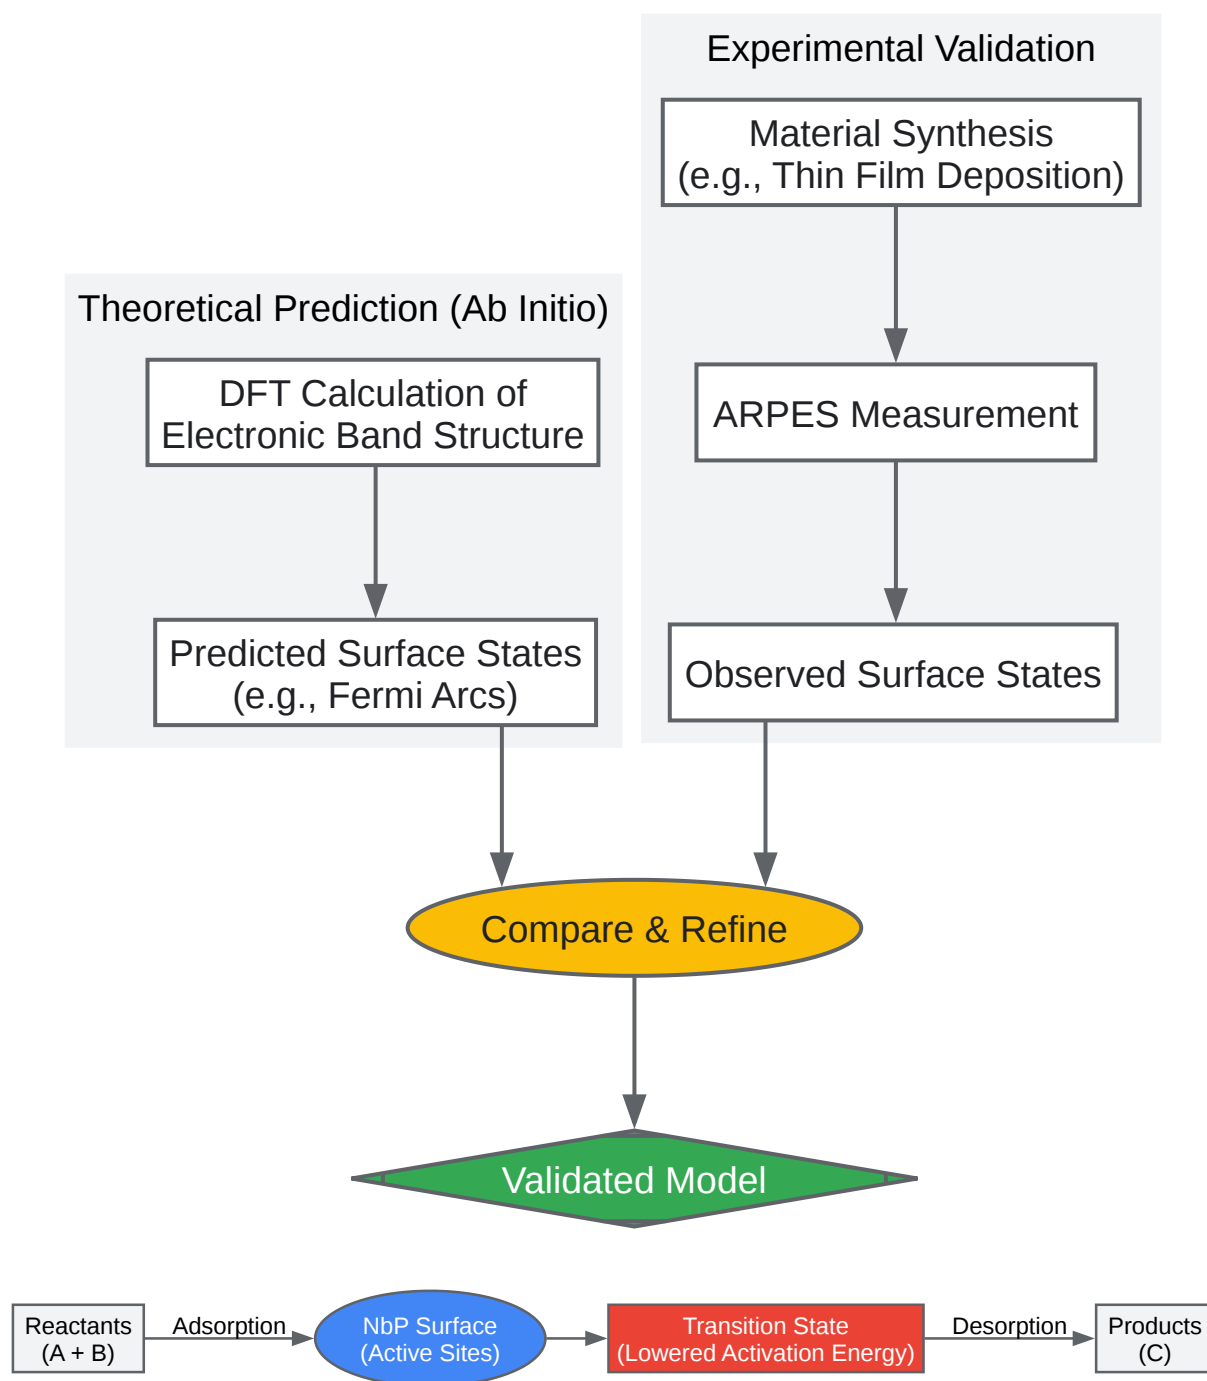 Experimental Validation
Material Synthesis
(e.g., Thin Film Deposition)
ARPES Measurement
Observed Surface States
Theoretical Prediction (Ab Initio)
DFT Calculation of
Electronic Band Structure
Predicted Surface States
(e.g., Fermi Arcs)
Compare & Refine
Validated Model
Reactants
(A + B)
Adsorption
NbP Surface
(Active Sites)
Transition State
(Lowered Activation Energy)
Desorption
Products
(C)